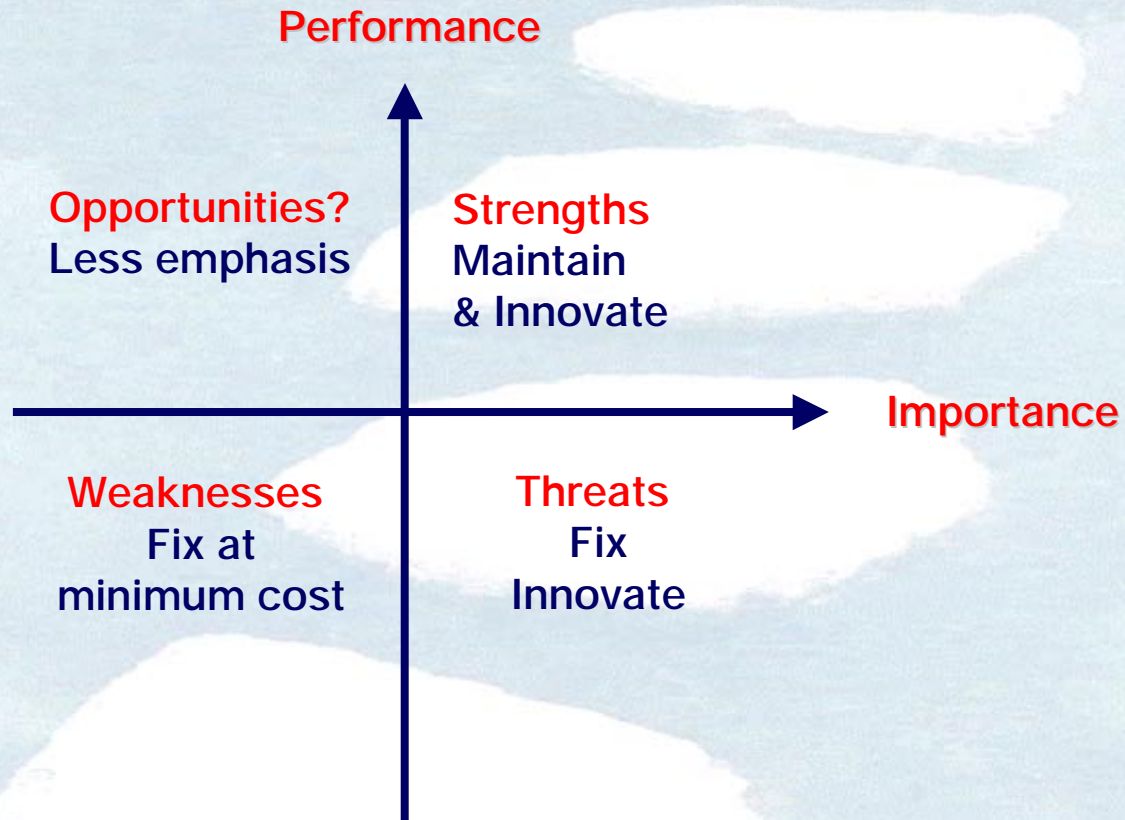 Performance
Opportunities?
Less emphasis
Strengths
Maintain
& Innovate
Importance
Weaknesses
Fix at
minimum cost
Threats
Fix
Innovate